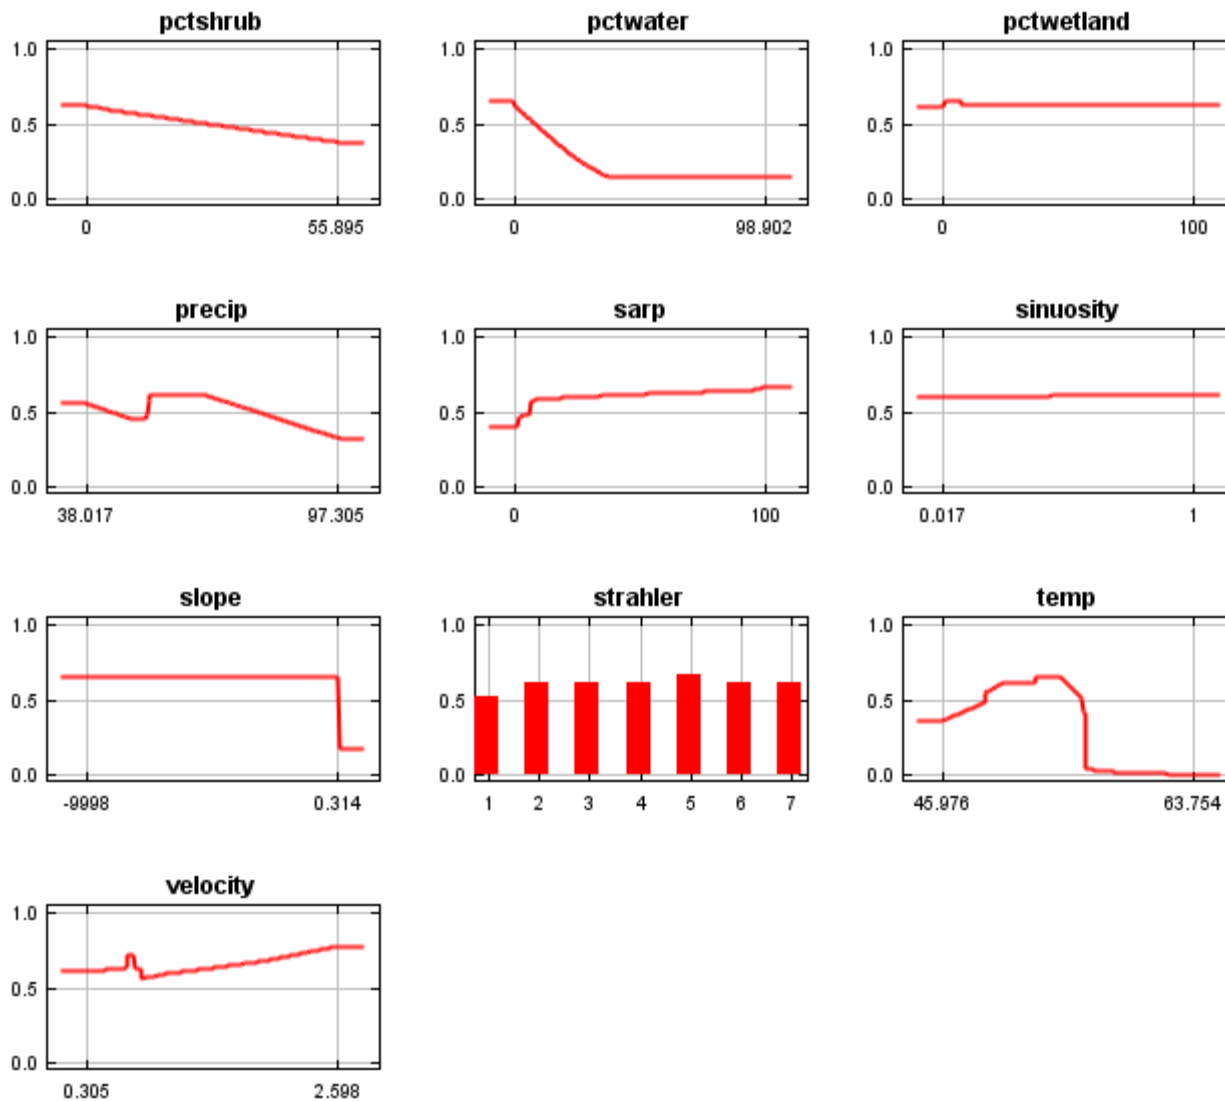 pctshrub pctwater pctwetland
1.0 1.0 1.0
0.5 0.5 0.5
0.0 0.0 0.0
0 55.895 0 98.902 0 100
precip sarp sinuosity
1.0 1.0 1.0
0.5 0.5 0.5
0.0 0.0 0.0
38.017 97.305 0 100 0.017 1
slope strahler temp
1.0 1.0 1.0
0.5 0.5 0.5
0.0 0.0 0.0
-9998 0.314 1 2 3 4 5 6 7 45.976 63.754
velocity
1.0
0.5
0.0
0.305 2.598